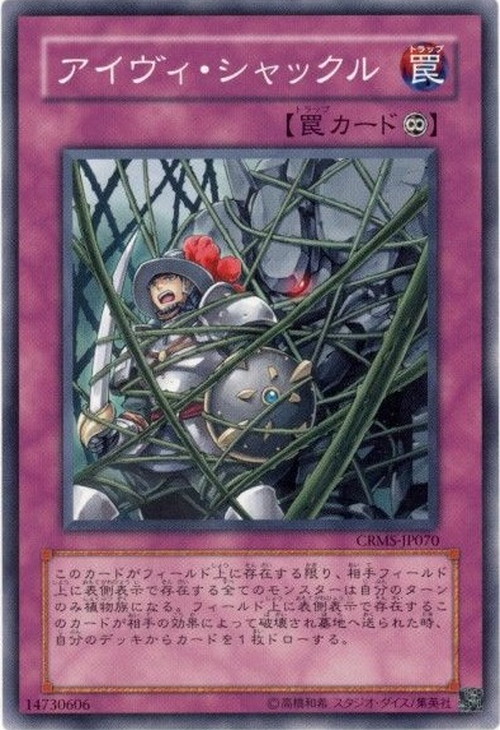 アイヴィ・シャックル
トラップ
罠
トラップ
【罠カード】
CRMS-JP070
このカードがフィールド上に存在する限り、相手フィールド
上に表側表示で存在する全てのモンスターは自分のターン
のみ植物族になる。フィールド上に表側表示で存在するこ
のカードが相手の効果によって破壊され墓地へ送られた時、
自分のデッキからカードを1枚ドローする。
14730606
©高橋和希 スタジオ・ダイス/集英社